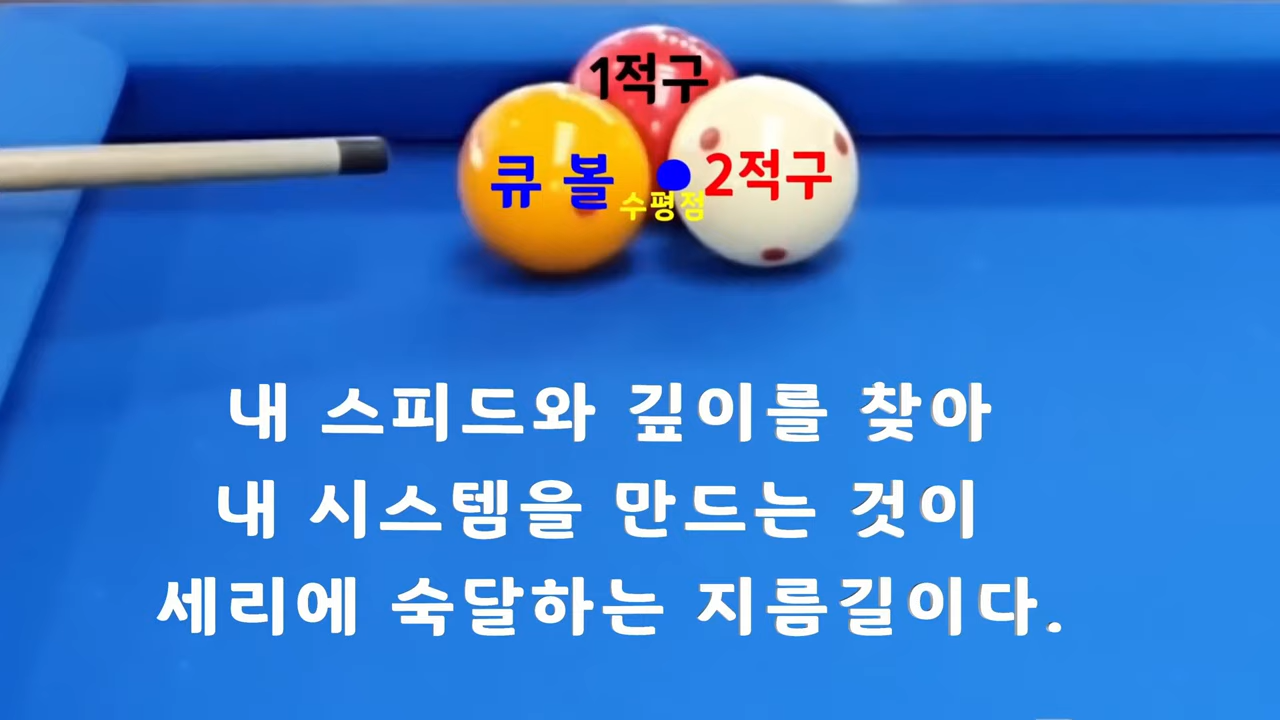 1적구
큐 볼
2적구
수평점
내 스피드와 깊이를 찾아
내 시스템을 만드는 것이
세리에 숙달하는 지름길이다.